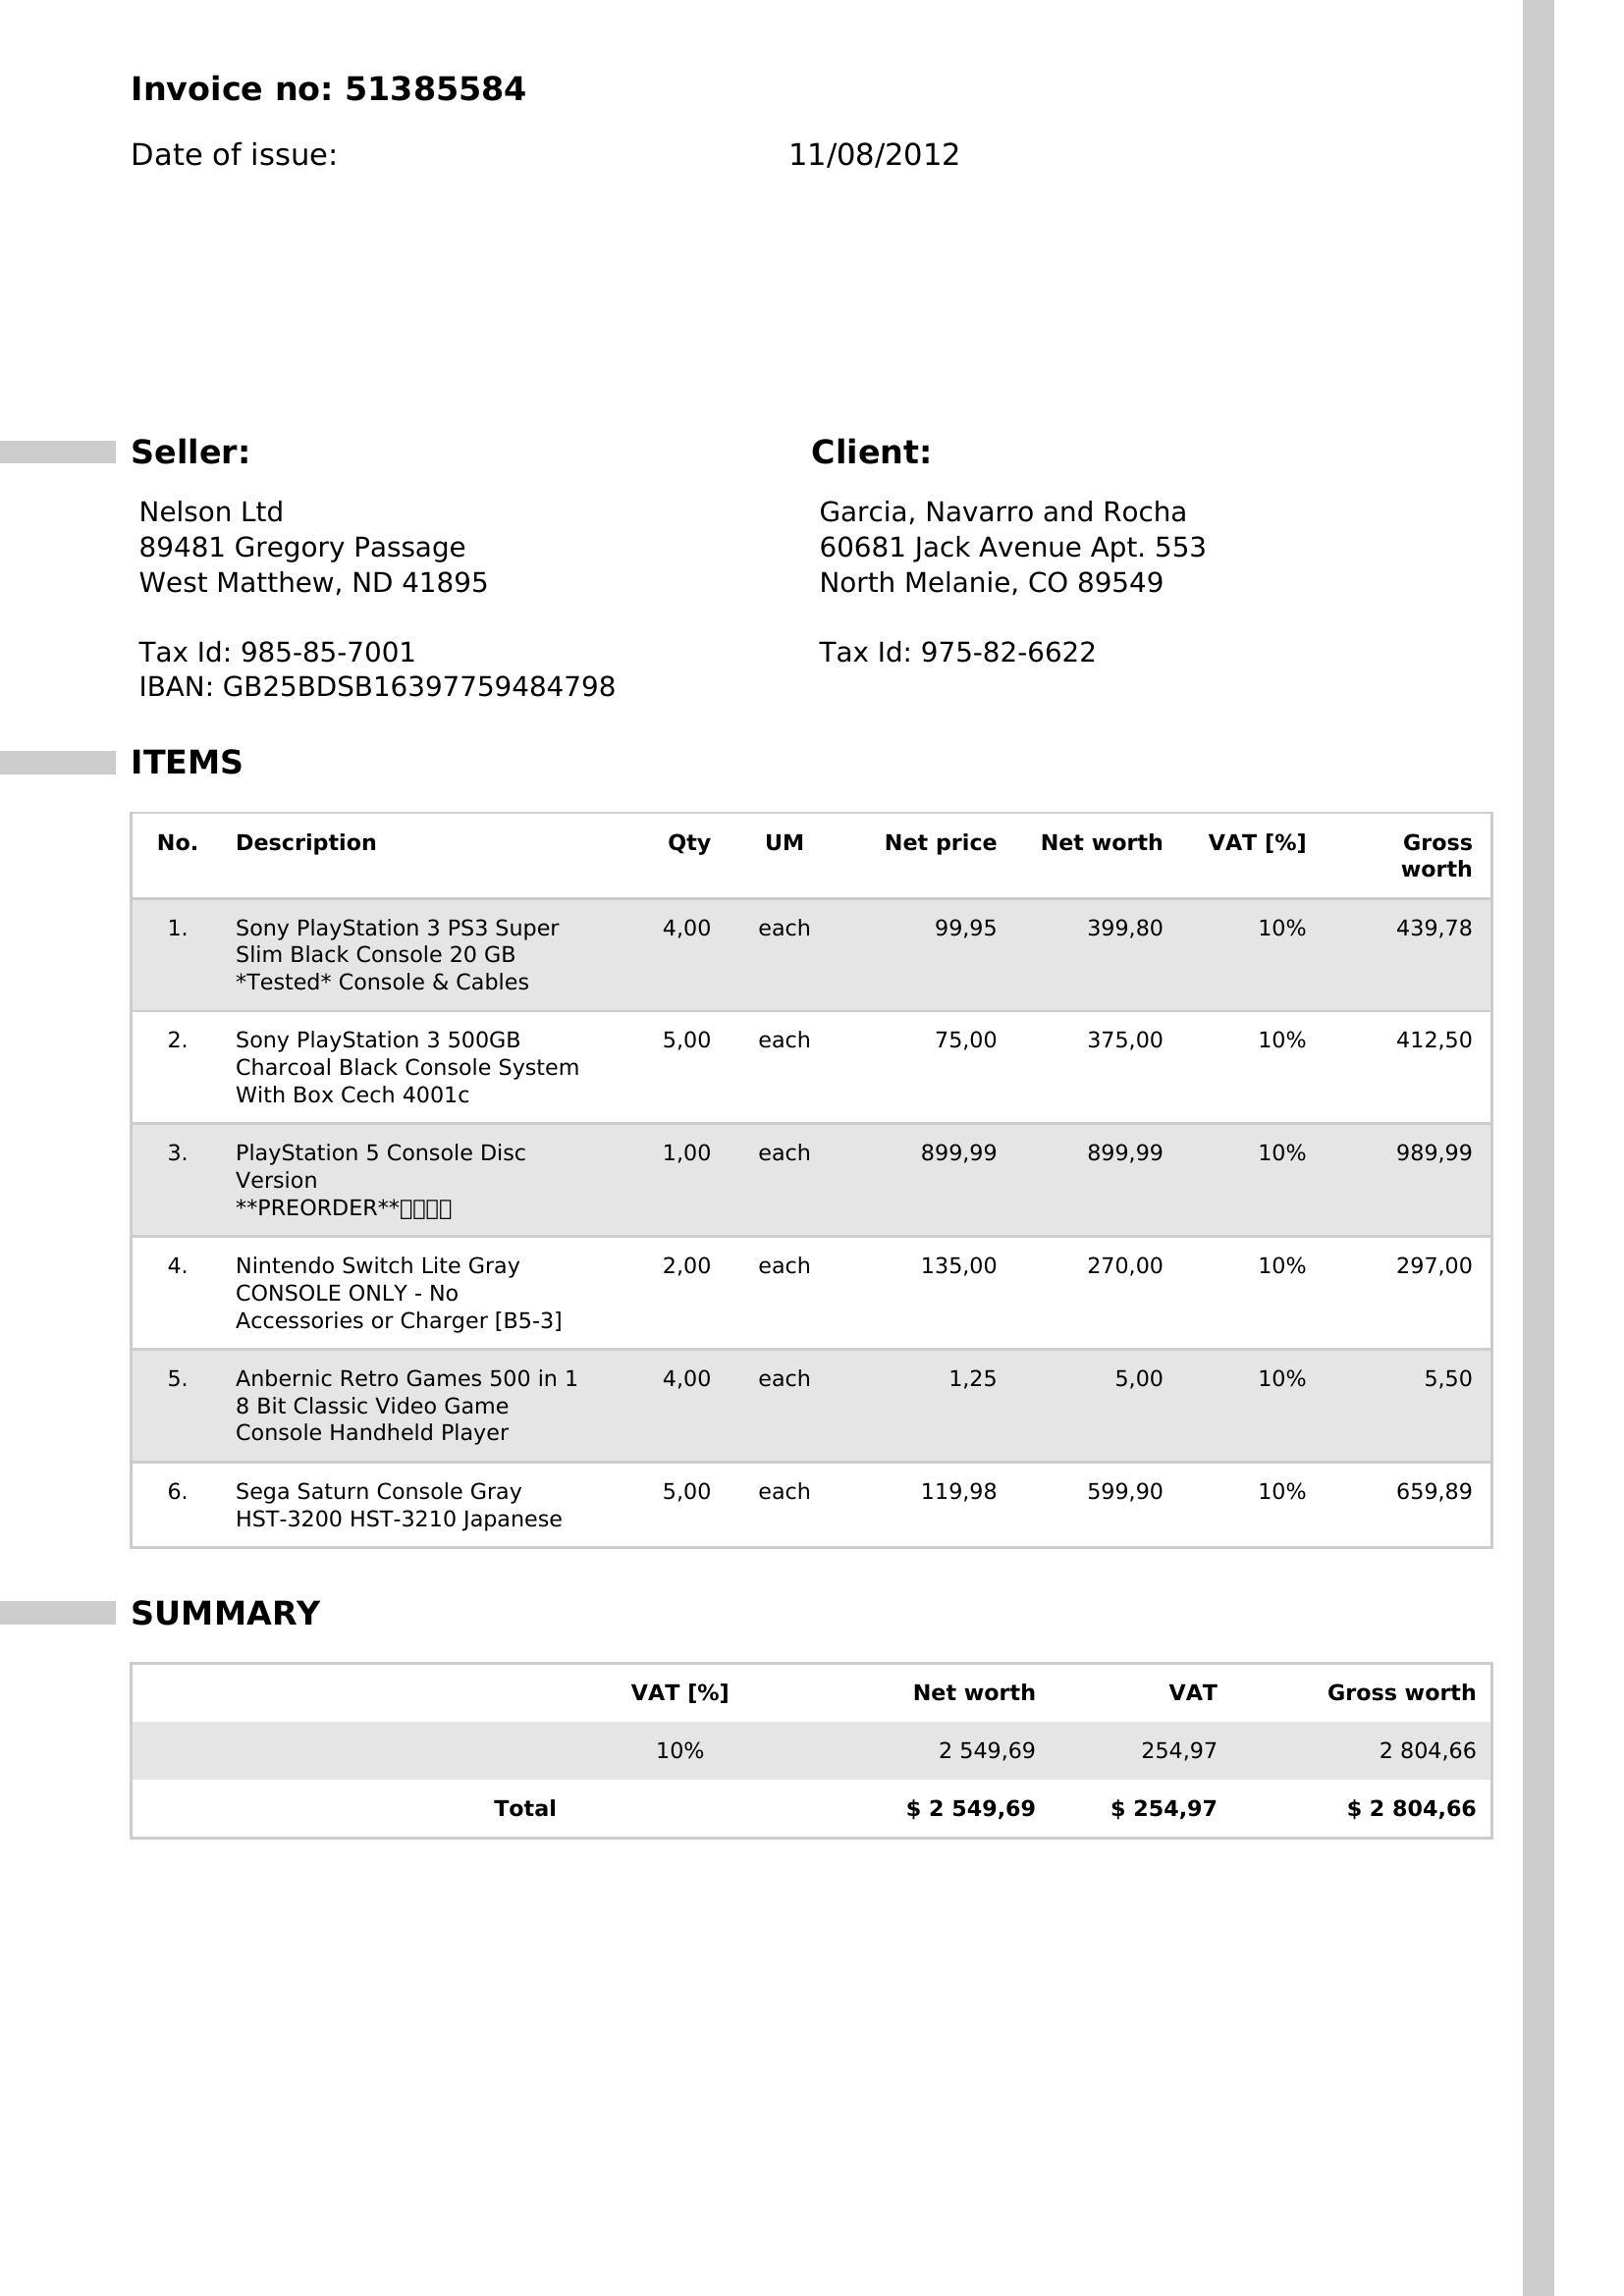 Invoice no: 51385584
Date of issue: 11/08/2012
Seller: Client:
Nelson Ltd Garcia, Navarro and Rocha
89481 Gregory Passage 60681 Jack Avenue Apt. 553
West Matthew, ND 41895 North Melanie, CO 89549
Tax Id: 985-85-7001 Tax Id: 975-82-6622
IBAN: GB25BDSB16397759484798
ITEMS
No. Description Qty UM Net price Net worth VAT [%] Gross
worth
1. Sony PlayStation 3 PS3 Super 4,00 each 99,95 399,80 10% 439,78
Slim Black Console 20 GB
*Tested* Console & Cables
2. Sony PlayStation 3 500GB 5,00 each 75,00 375,00 10% 412,50
Charcoal Black Console System
With Box Cech 4001c
3. PlayStation 5 Console Disc 1,00 each 899,99 899,99 10% 989,99
Version
**PREORDER**
4. Nintendo Switch Lite Gray 2,00 each 135,00 270,00 10% 297,00
CONSOLE ONLY - No
Accessories or Charger [B5-3]
5. Anbernic Retro Games 500 in 1 4,00 each 1,25 5,00 10% 5,50
8 Bit Classic Video Game
Console Handheld Player
6. Sega Saturn Console Gray 5,00 each 119,98 599,90 10% 659,89
HST-3200 HST-3210 Japanese
SUMMARY
VAT [%] Net worth VAT Gross worth
10% 2 549,69 254,97 2 804,66
Total $ 2 549,69 $ 254,97 $ 2 804,66